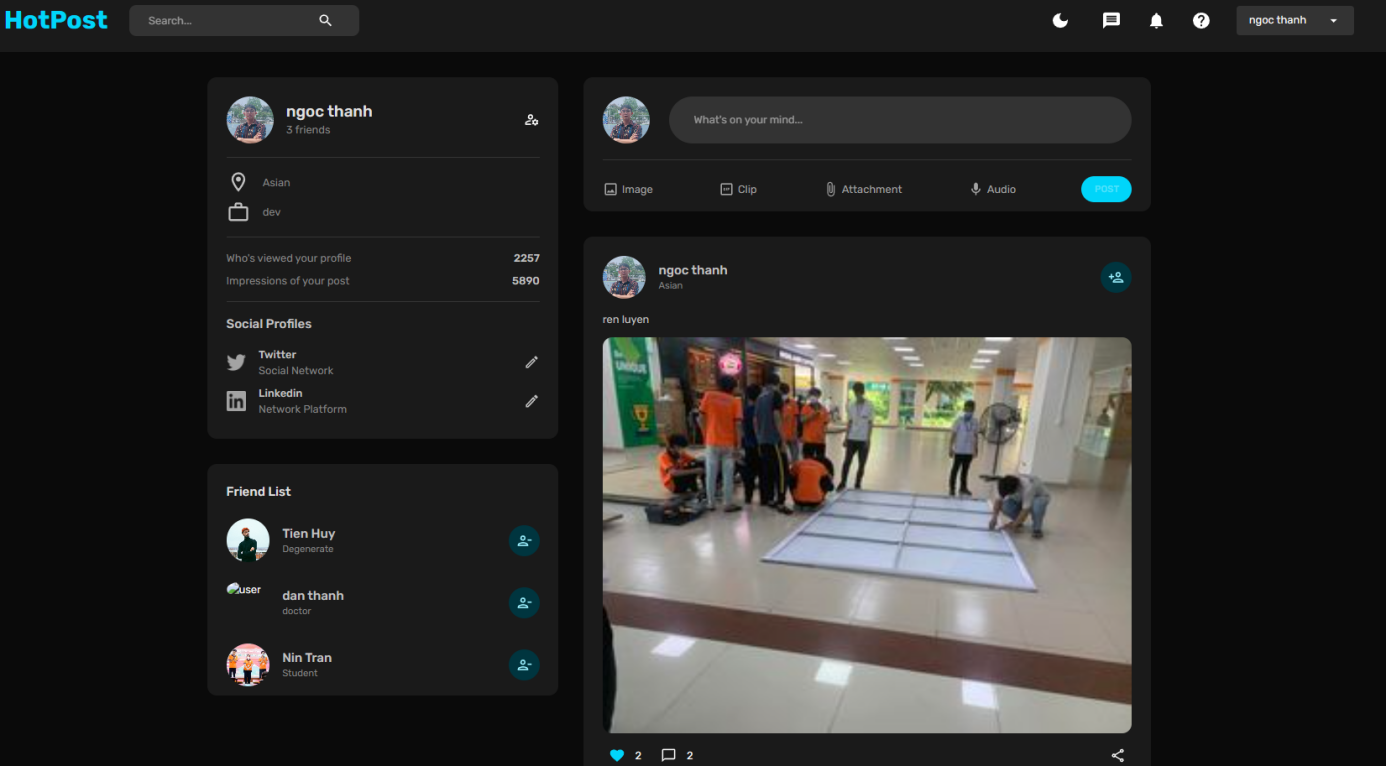 HotPost
Search...
ngoc thanh
ngoc thanh
3 friends
Asian
dev
Who's viewed your profile 2257
Impressions of your post 5890
Social Profiles
Twitter
Social Network
Linkedin
Network Platform
Friend List
Tien Huy
Degenerate
user
dan thanh
doctor
Nin Tran
Student
What's on your mind...
Image Clip Attachment Audio POST
ngoc thanh
Asian
ren luyen
UNIQUE
2 2